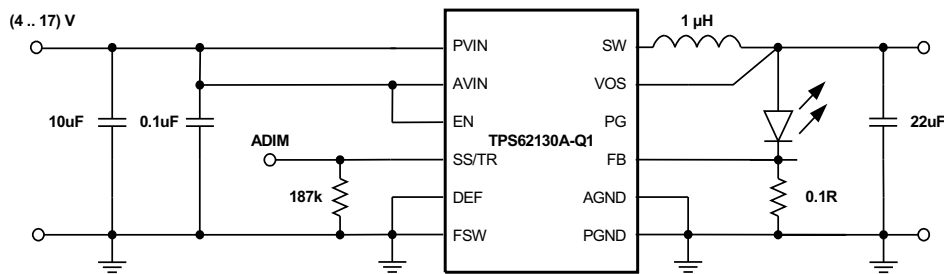 (4 .. 17) V
1 µH
PVIN
SW
AVIN
VOS
10uF
0.1uF
EN
PG
22uF
ADIM
TPS62130A-Q1
SS/TR
FB
187k
DEF
AGND
0.1R
FSW
PGND